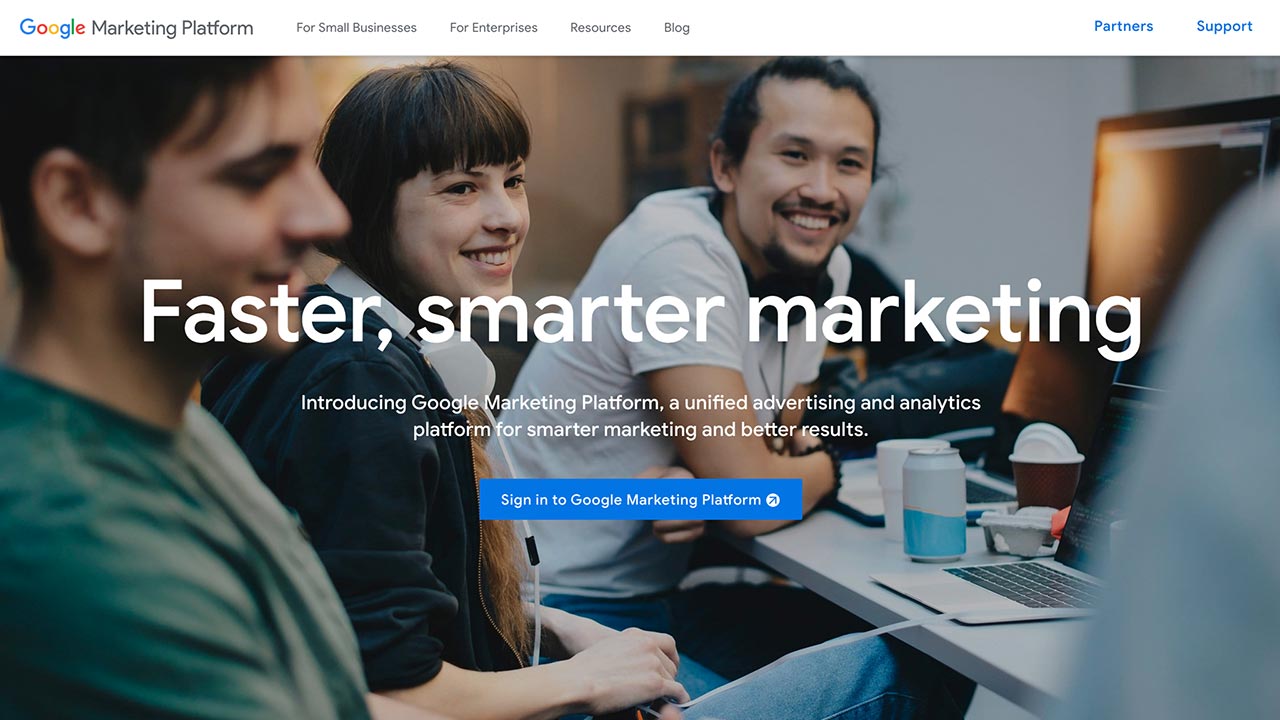 Google Marketing Platform
For Small Businesses
For Enterprises
Resources
Blog
Partners
Support
Faster, smarter marketing
Introducing Google Marketing Platform, a unified advertising and analytics
platform for smarter marketing and better results.
Sign in to Google Marketing Platform